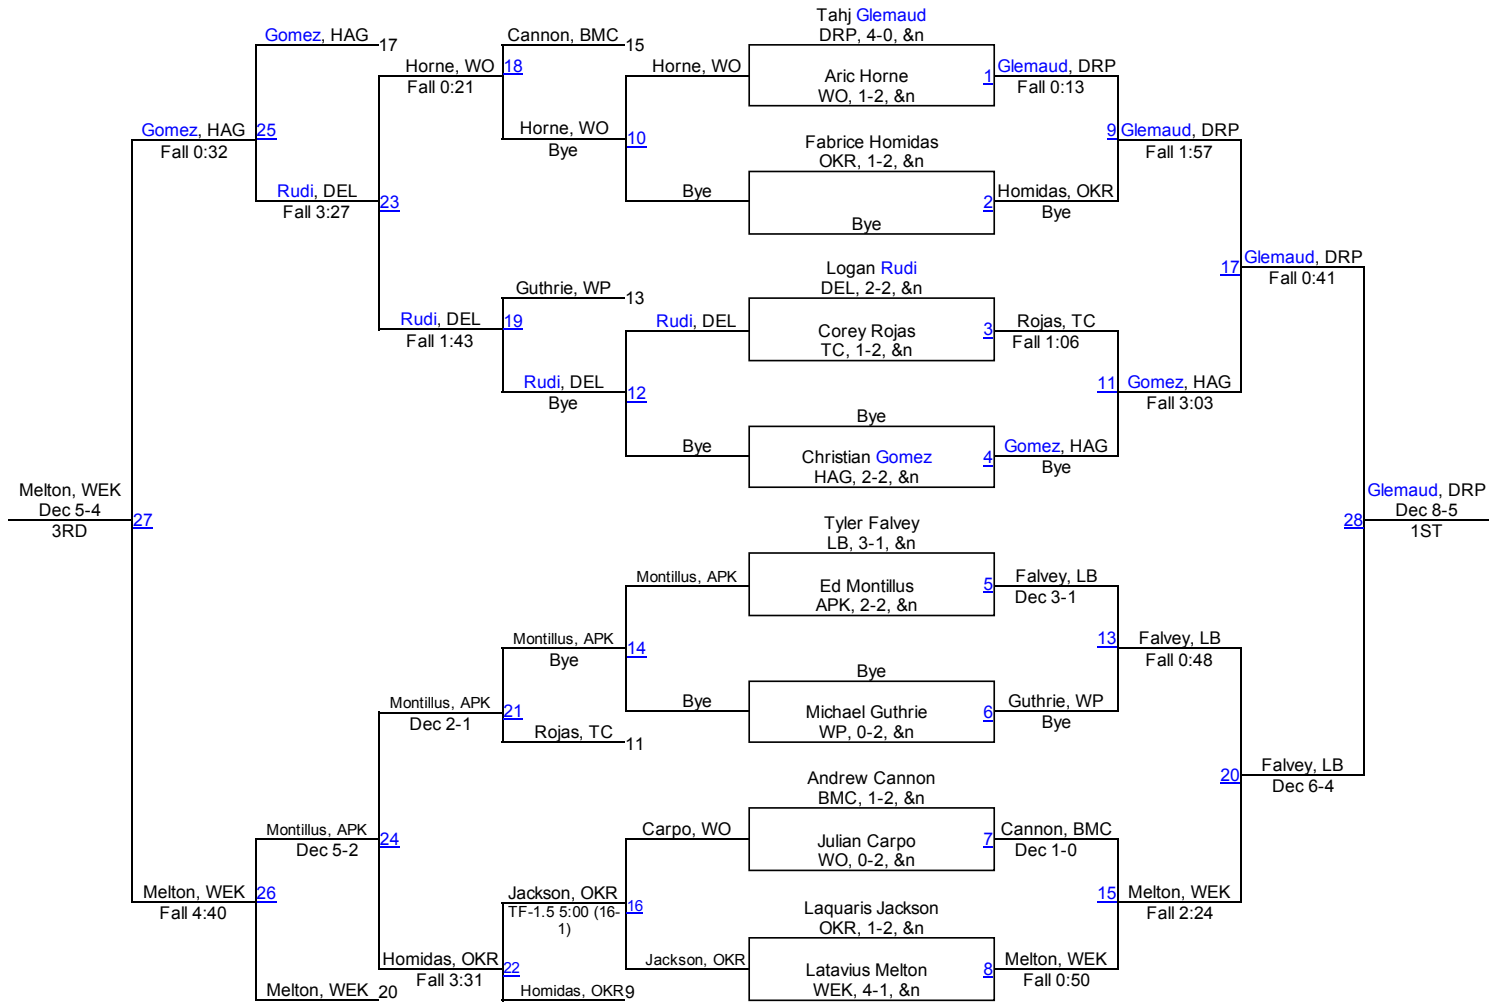 Tahj Glemaud
DRP, 4-0, &n
Gomez, HAG 17
Cannon, BMC 15
Horne, WO 18
Fall 0:21
Horne, WO
Aric Horne
WO, 1-2, &n
1 Glemaud, DRP
Fall 0:13
Gomez, HAG 25
Fall 0:32
Horne, WO 10
Bye
Fabrice Homidas
OKR, 1-2, &n
9 Glemaud, DRP
Fall 1:57
Rudi, DEL 23
Fall 3:27
Bye
Bye
2 Homidas, OKR
Bye
Logan Rudi
DEL, 2-2, &n
17 Glemaud, DRP
Fall 0:41
Guthrie, WP 13
Rudi, DEL 19
Fall 1:43
Rudi, DEL
Corey Rojas
TC, 1-2, &n
3 Rojas, TC
Fall 1:06
Rudi, DEL 12
Bye
11 Gomez, HAG
Fall 3:03
Bye
Bye
Christian Gomez
HAG, 2-2, &n
4 Gomez, HAG
Bye
Melton, WEK
Dec 5-4
3RD
27
Glemaud, DRP
Dec 8-5
1ST
28
Tyler Falvey
LB, 3-1, &n
Montillus, APK
Ed Montillus
APK, 2-2, &n
5 Falvey, LB
Dec 3-1
Montillus, APK 14
Bye
13 Falvey, LB
Fall 0:48
Bye
Montillus, APK 21
Dec 2-1
Bye
Michael Guthrie
WP, 0-2, &n
6 Guthrie, WP
Bye
Rojas, TC 11
Andrew Cannon
BMC, 1-2, &n
20 Falvey, LB
Dec 6-4
Montillus, APK 24
Dec 5-2
Carpo, WO
Julian Carpo
WO, 0-2, &n
7 Cannon, BMC
Dec 1-0
Melton, WEK 26
Fall 4:40
Jackson, OKR 16
TF-1.5 5:00 (16-
1)
Laquaris Jackson
OKR, 1-2, &n
15 Melton, WEK
Fall 2:24
Homidas, OKR 22
Fall 3:31
Jackson, OKR
Latavius Melton
WEK, 4-1, &n
8 Melton, WEK
Fall 0:50
Melton, WEK 20
Homidas, OKR 9